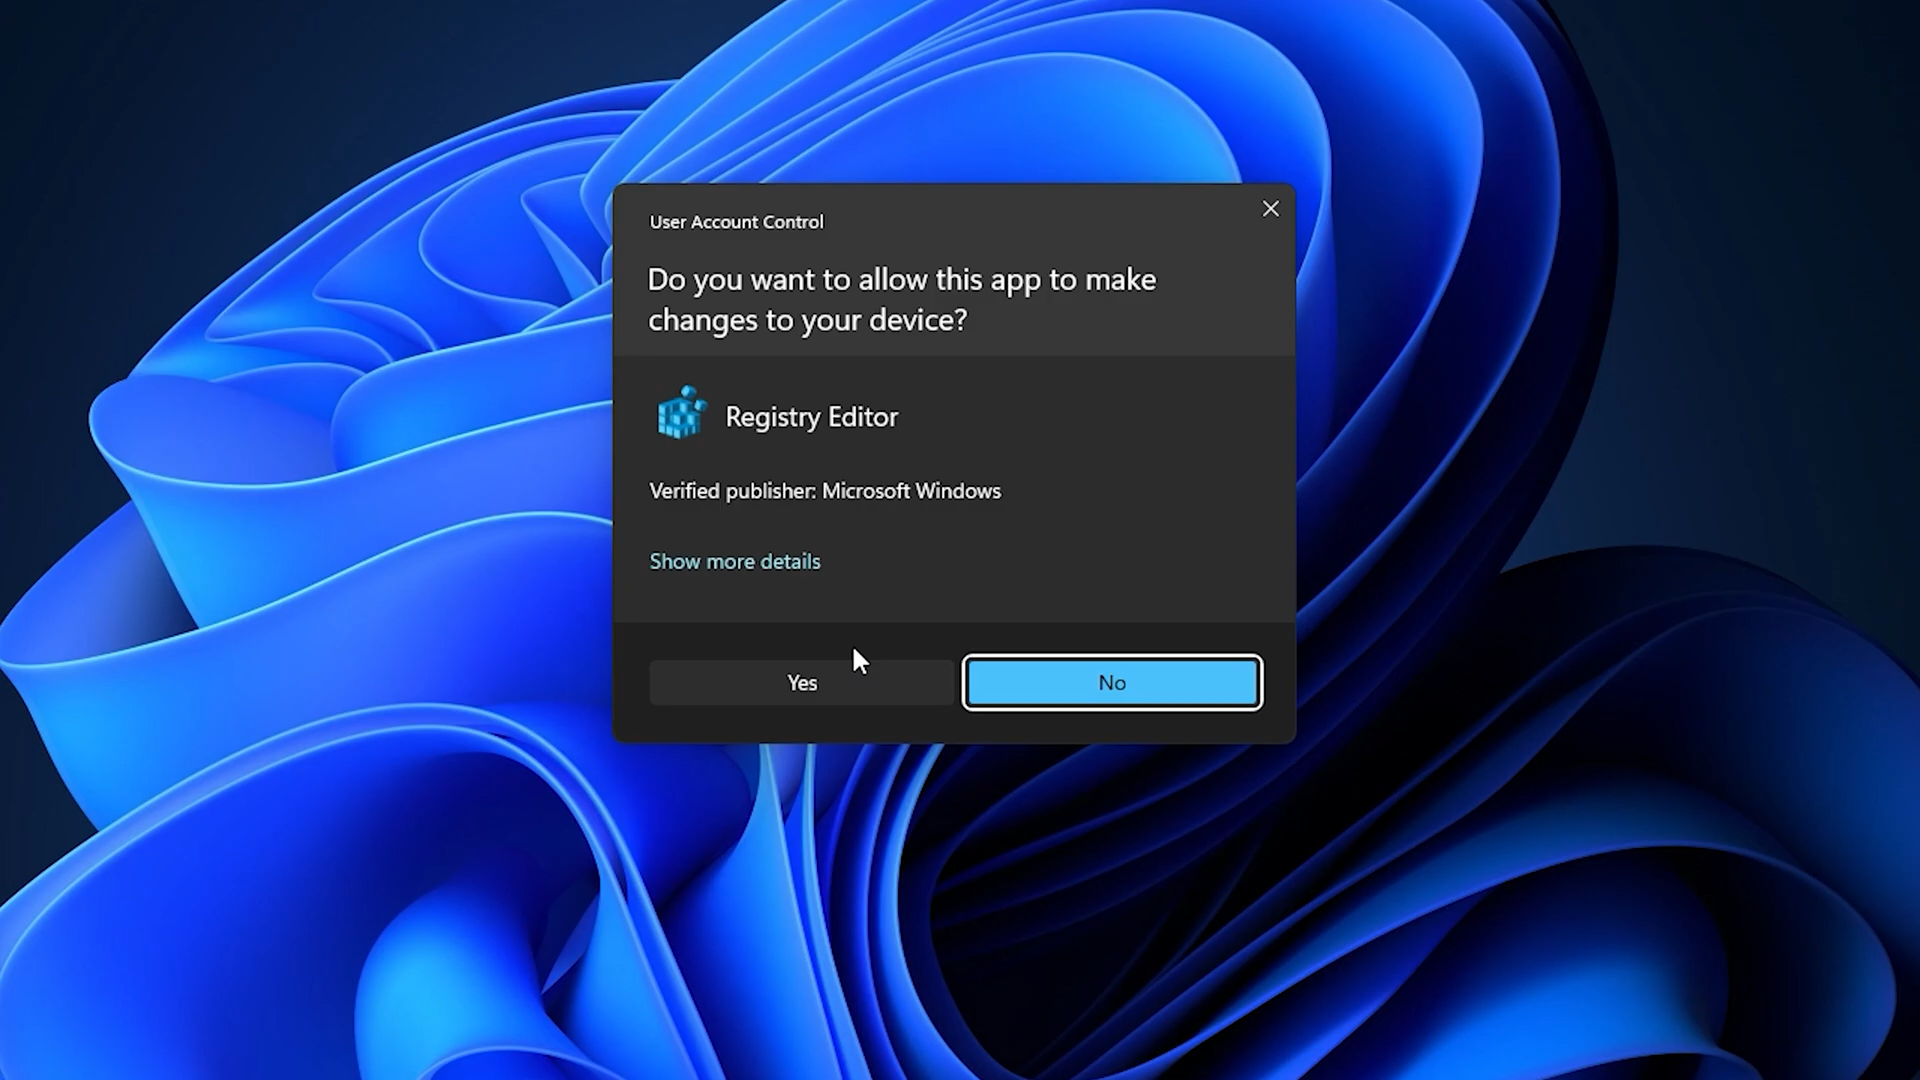 User Account Control
Do you want to allow this app to make
changes to your device?
Registry Editor
Verified publisher: Microsoft Windows
Show more details
Yes
No